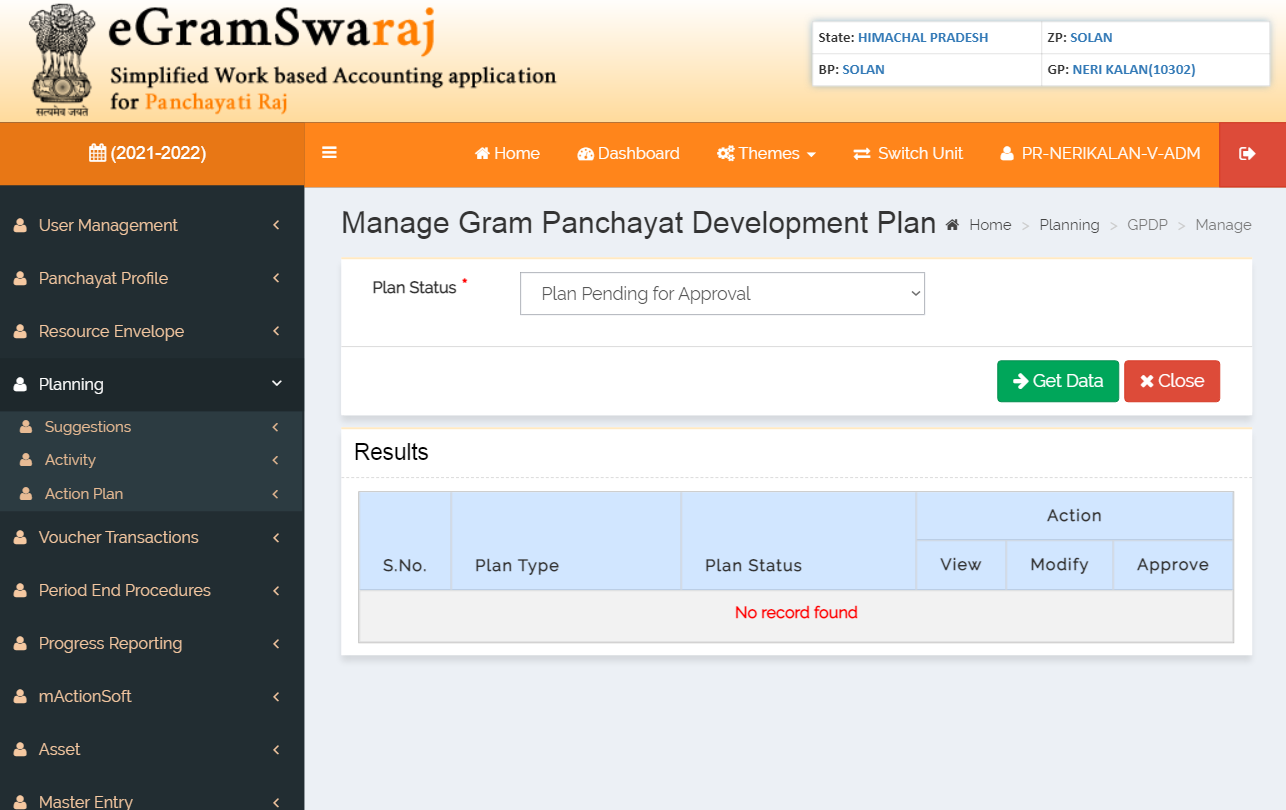 eGramSwaraj
Simplified Work based Accounting application
for Panchayati Raj
सत्यमेव जयते
State: HIMACHAL PRADESH
ZP: SOLAN
BP: SOLAN
GP: NERI KALAN(10302)
(2021-2022)
Home
Dashboard
Themes
Switch Unit
PR-NERIKALAN-V-ADM
User Management
Panchayat Profile
Resource Envelope
Planning
Suggestions
Activity
Action Plan
Voucher Transactions
Period End Procedures
Progress Reporting
mActionSoft
Asset
Master Entry
Manage Gram Panchayat Development Plan
Home > Planning > GPDP > Manage
Plan Status *
Plan Pending for Approval
Get Data
Close
Results
S.No.
Plan Type
Plan Status
Action
View
Modify
Approve
No record found